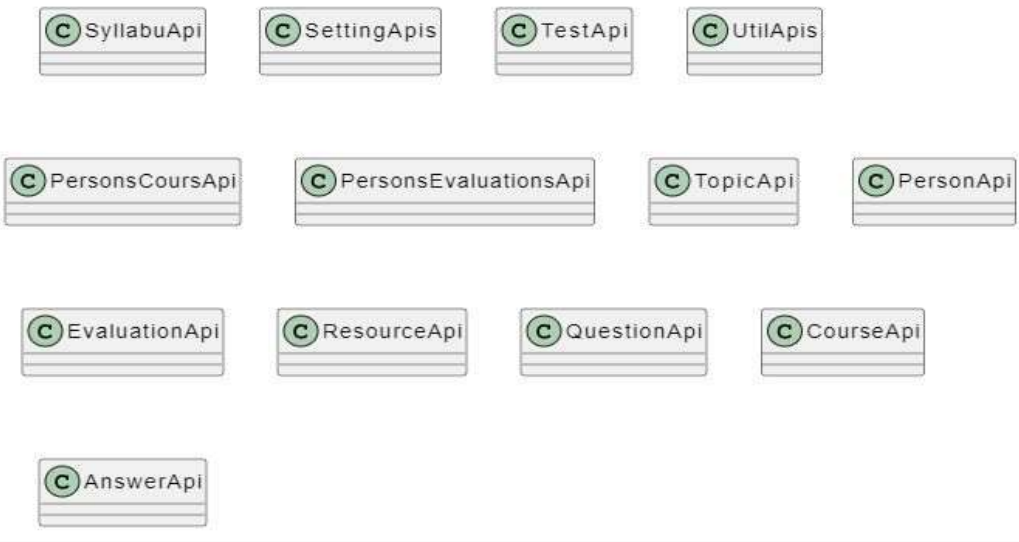 C SyllabuApi C SettingApis C TestApi C UtilApis
C PersonsCoursApi C PersonsEvaluationsApi C TopicApi C PersonApi
C EvaluationApi C ResourceApi C QuestionApi C CourseApi
C AnswerApi